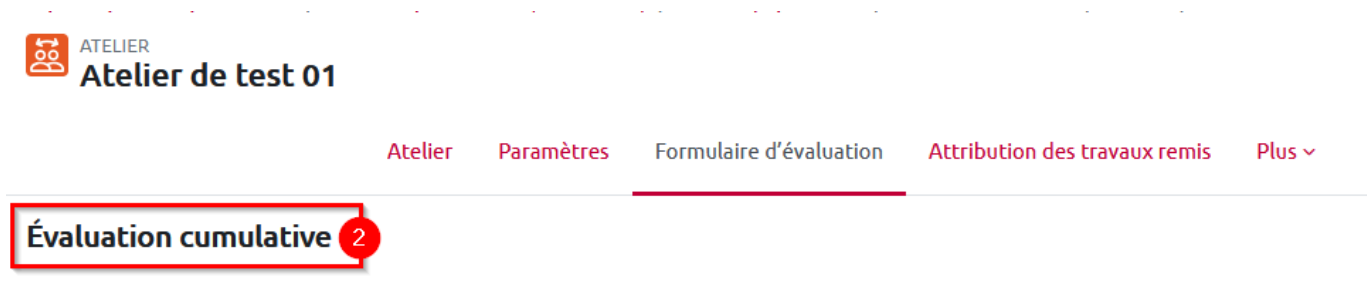 ATELIER
Atelier de test 01
Atelier Paramètres Formulaire d'évaluation Attribution des travaux remis Plus
Évaluation cumulative 2